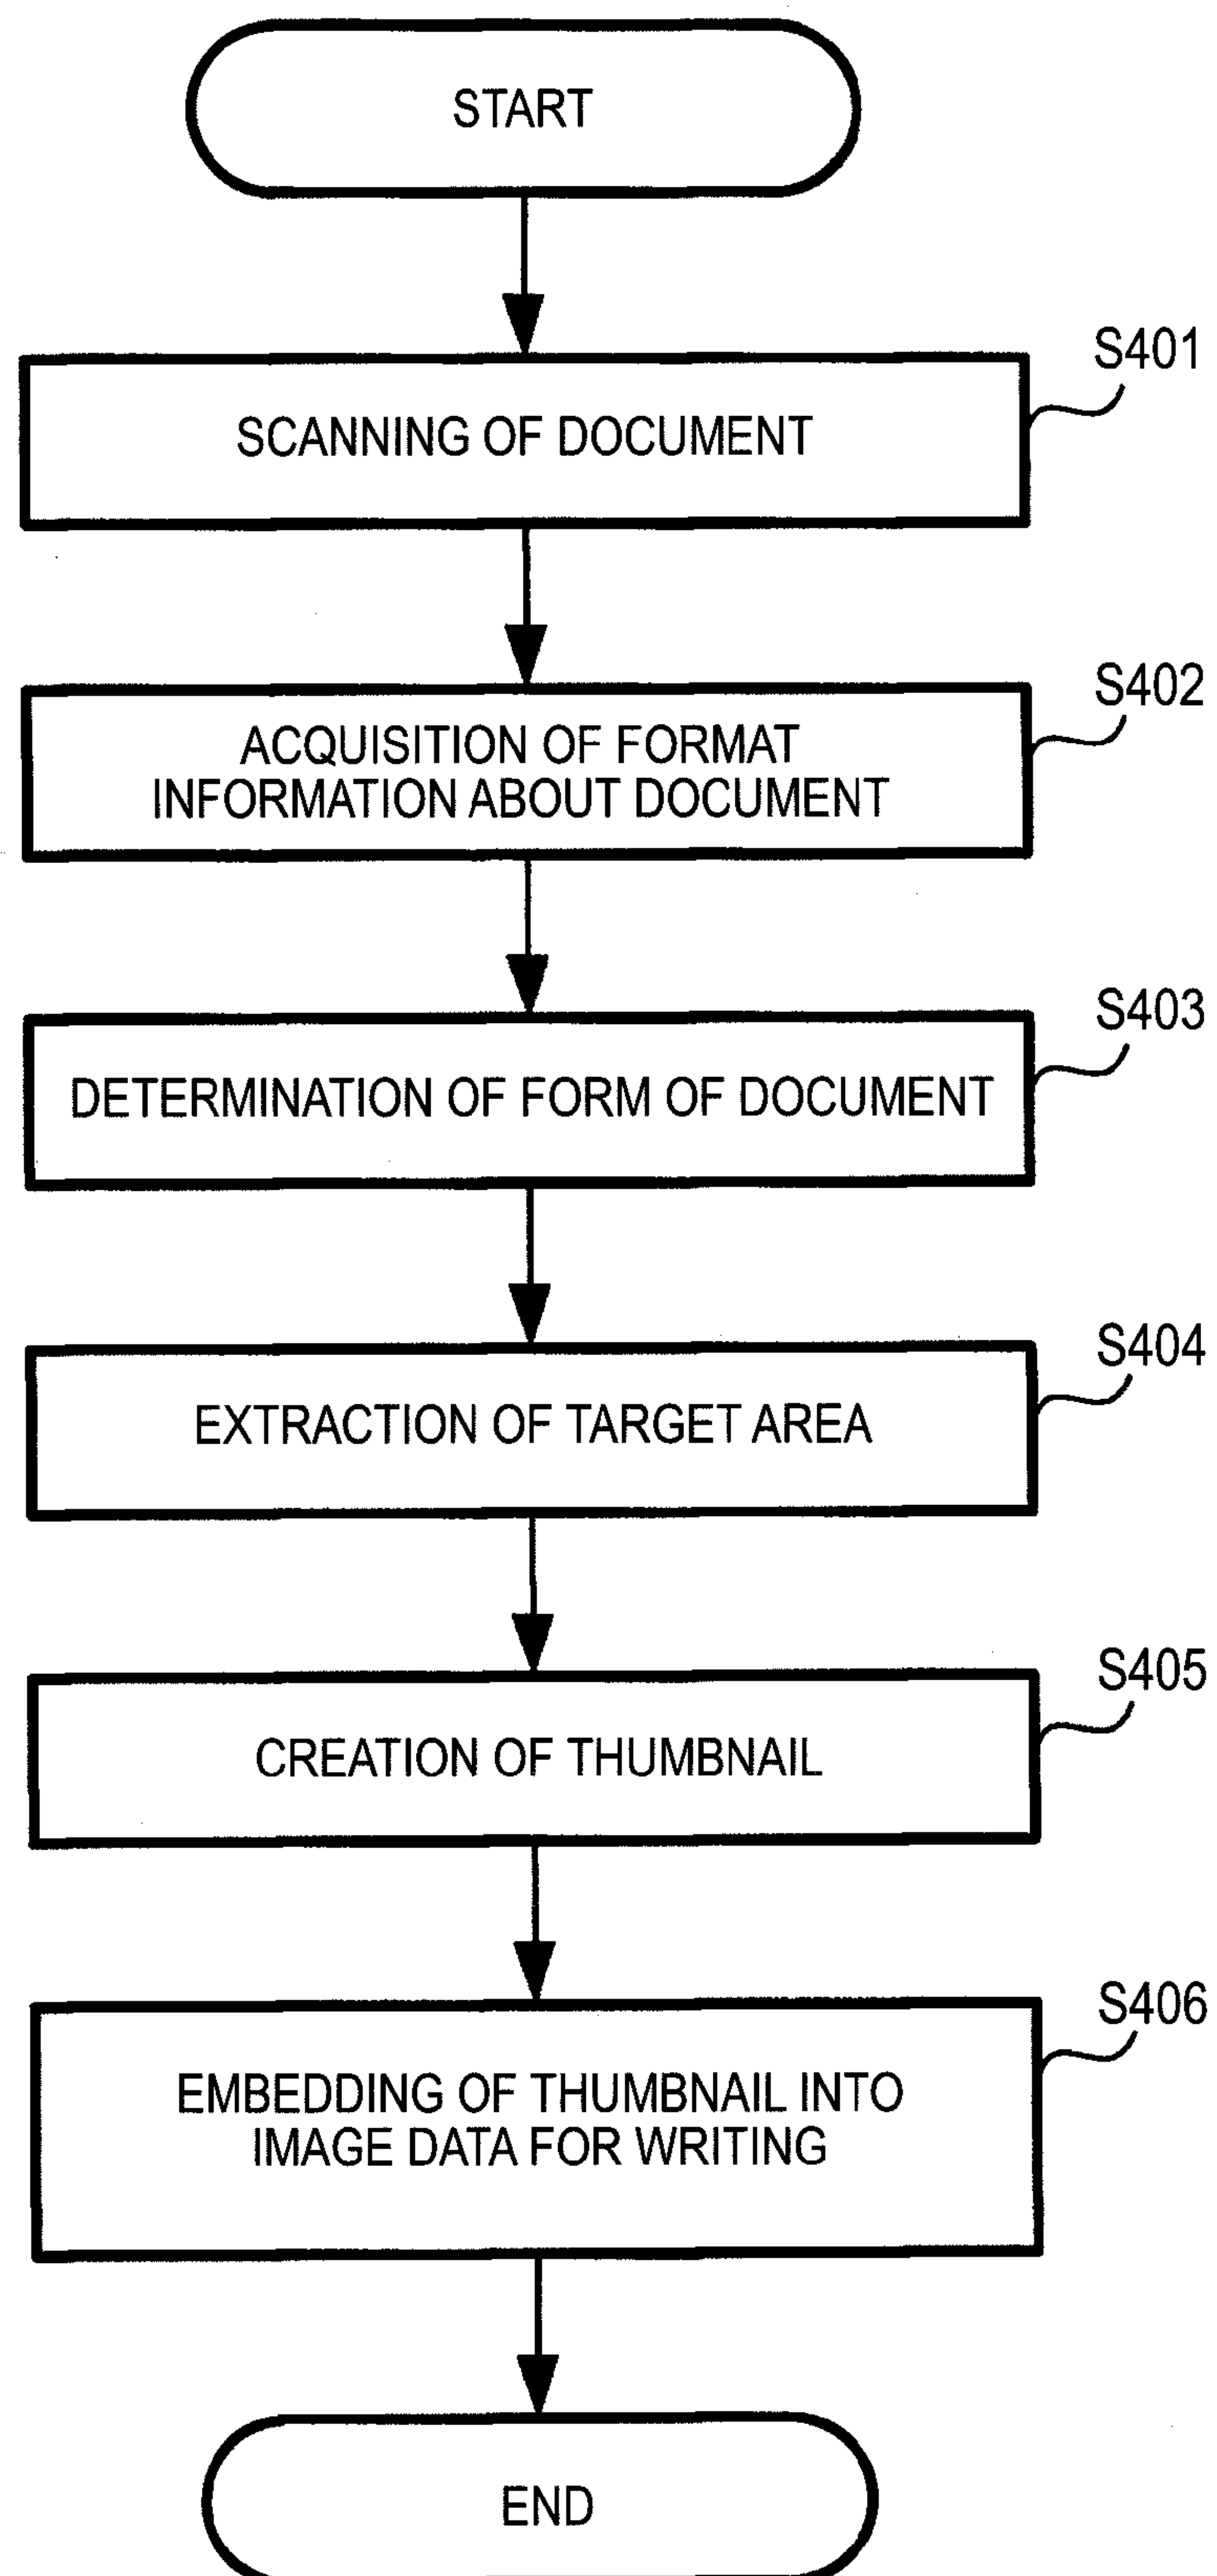 START
S401
SCANNING OF DOCUMENT
S402
ACQUISITION OF FORMAT
INFORMATION ABOUT DOCUMENT
S403
DETERMINATION OF FORM OF DOCUMENT
S404
EXTRACTION OF TARGET AREA
S405
CREATION OF THUMBNAIL
S406
EMBEDDING OF THUMBNAIL INTO
IMAGE DATA FOR WRITING
END